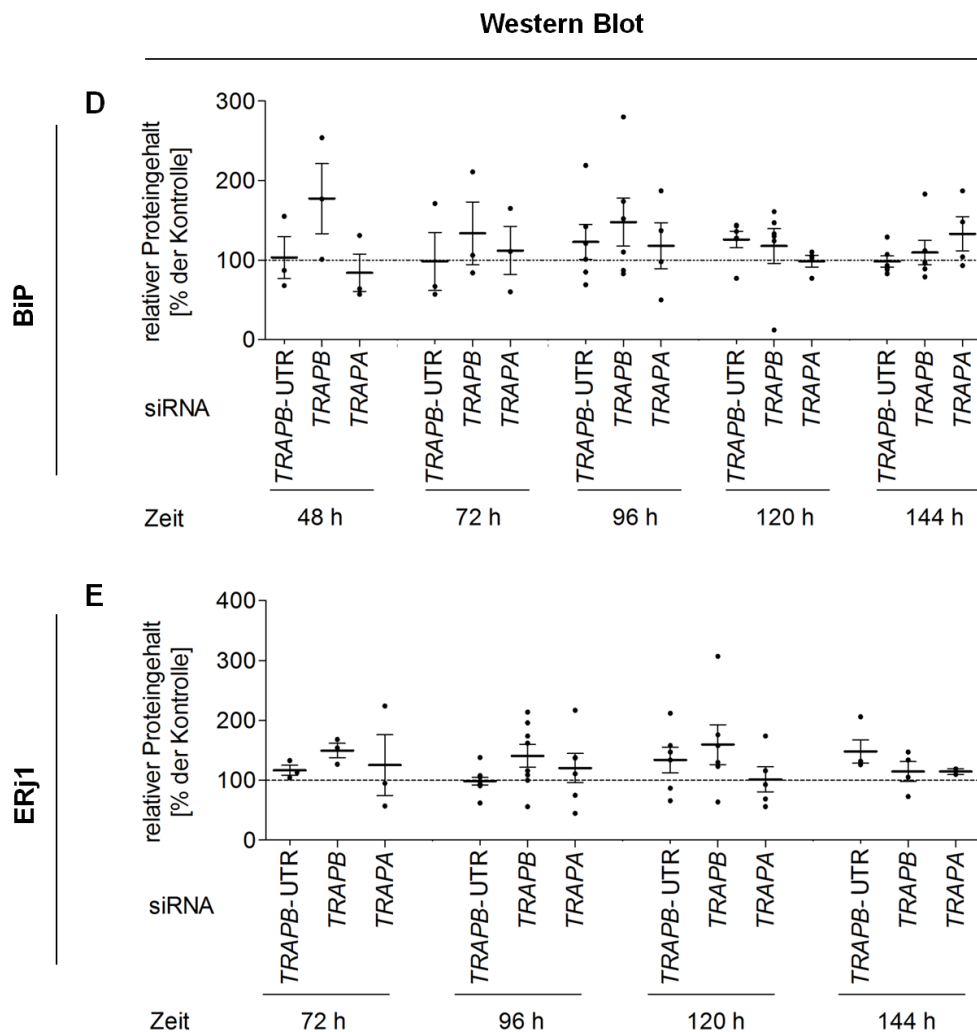 Western Blot
D
BiP
relativer Proteingehalt
[% der Kontrolle]
300
200
100
0
siRNA
TRAPB-UTR
TRAPB
TRAPA
TRAPB-UTR
TRAPB
TRAPA
TRAPB-UTR
TRAPB
TRAPA
TRAPB-UTR
TRAPB
TRAPA
TRAPB-UTR
TRAPB
TRAPA
Zeit 48 h 72 h 96 h 120 h 144 h
E
ERj1
relativer Proteingehalt
[% der Kontrolle]
400
300
200
100
0
siRNA
TRAPB-UTR
TRAPB
TRAPA
TRAPB-UTR
TRAPB
TRAPA
TRAPB-UTR
TRAPB
TRAPA
TRAPB-UTR
TRAPB
TRAPA
Zeit 72 h 96 h 120 h 144 h